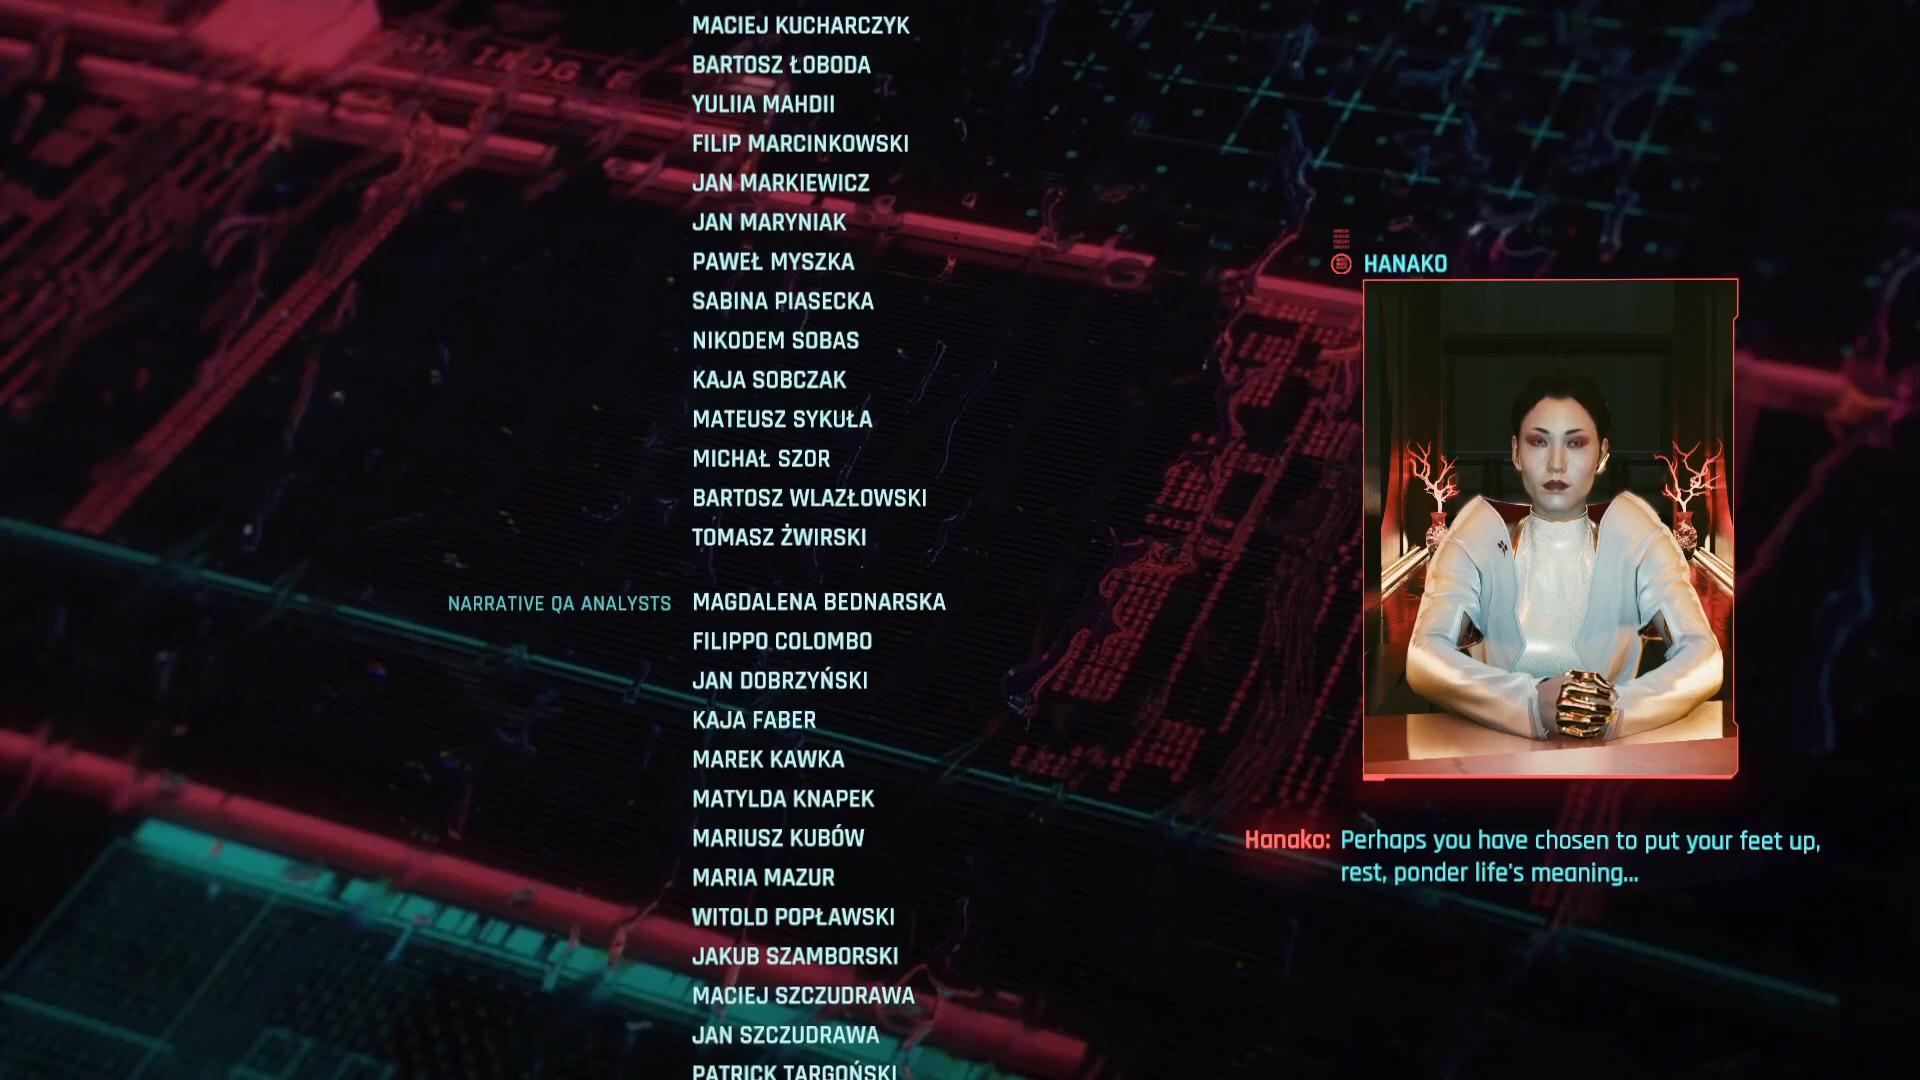 MACIEJ KUCHARCZYK
BARTOSZ ŁOBODA
YULIIA MAHDII
FILIP MARCINKOWSKI
JAN MARKIEWICZ
JAN MARYNIAK
PAWEŁ MYSZKA
SABINA PIASECKA
NIKODEM SOBAS
KAJA SOBCZAK
MATEUSZ SYKUŁA
MICHAŁ SZOR
BARTOSZ WLAZŁOWSKI
TOMASZ ŻWIRSKI
NARRATIVE QA ANALYSTS MAGDALENA BEDNARSKA
FILIPPO COLOMBO
JAN DOBRZYŃSKI
KAJA FABER
MAREK KAWKA
MATYLDA KNAPEK
MARIUSZ KUBÓW
MARIA MAZUR
WITOLD POPŁAWSKI
JAKUB SZAMBORSKI
MACIEJ SZCZUDRAWA
JAN SZCZUDRAWA
PATRICK TARGOŃSKI
HANAKO
Hanako: Perhaps you have chosen to put your feet up,
rest, ponder life's meaning...